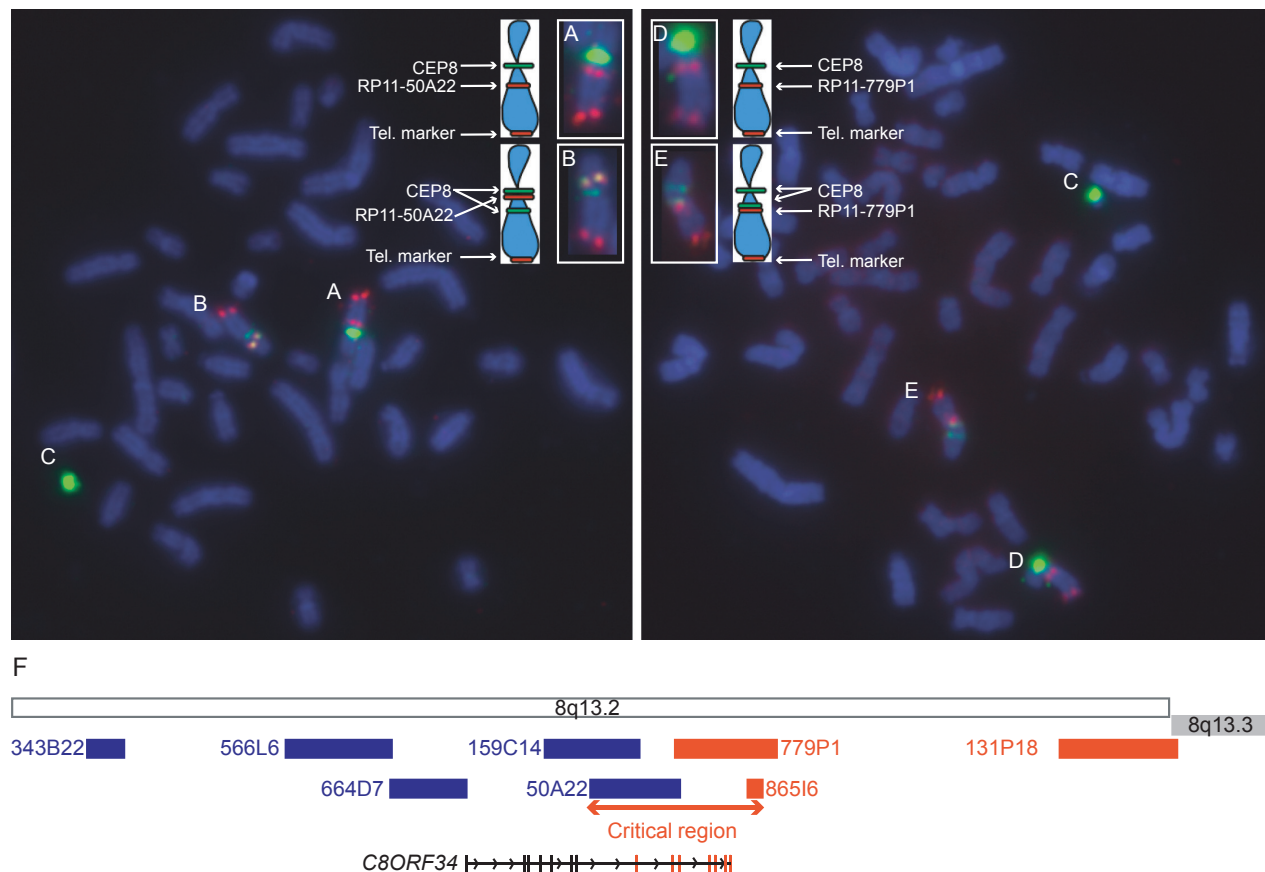 A
D
CEP8
RP11-50A22
Tel. marker
CEP8
RP11-779P1
Tel. marker
B
E
CEP8
RP11-50A22
Tel. marker
CEP8
RP11-779P1
Tel. marker
C
B
A
E
C
D
F
8q13.2
8q13.3
343B22
566L6
159C14
779P1
131P18
664D7
50A22
865I6
Critical region
C8ORF34